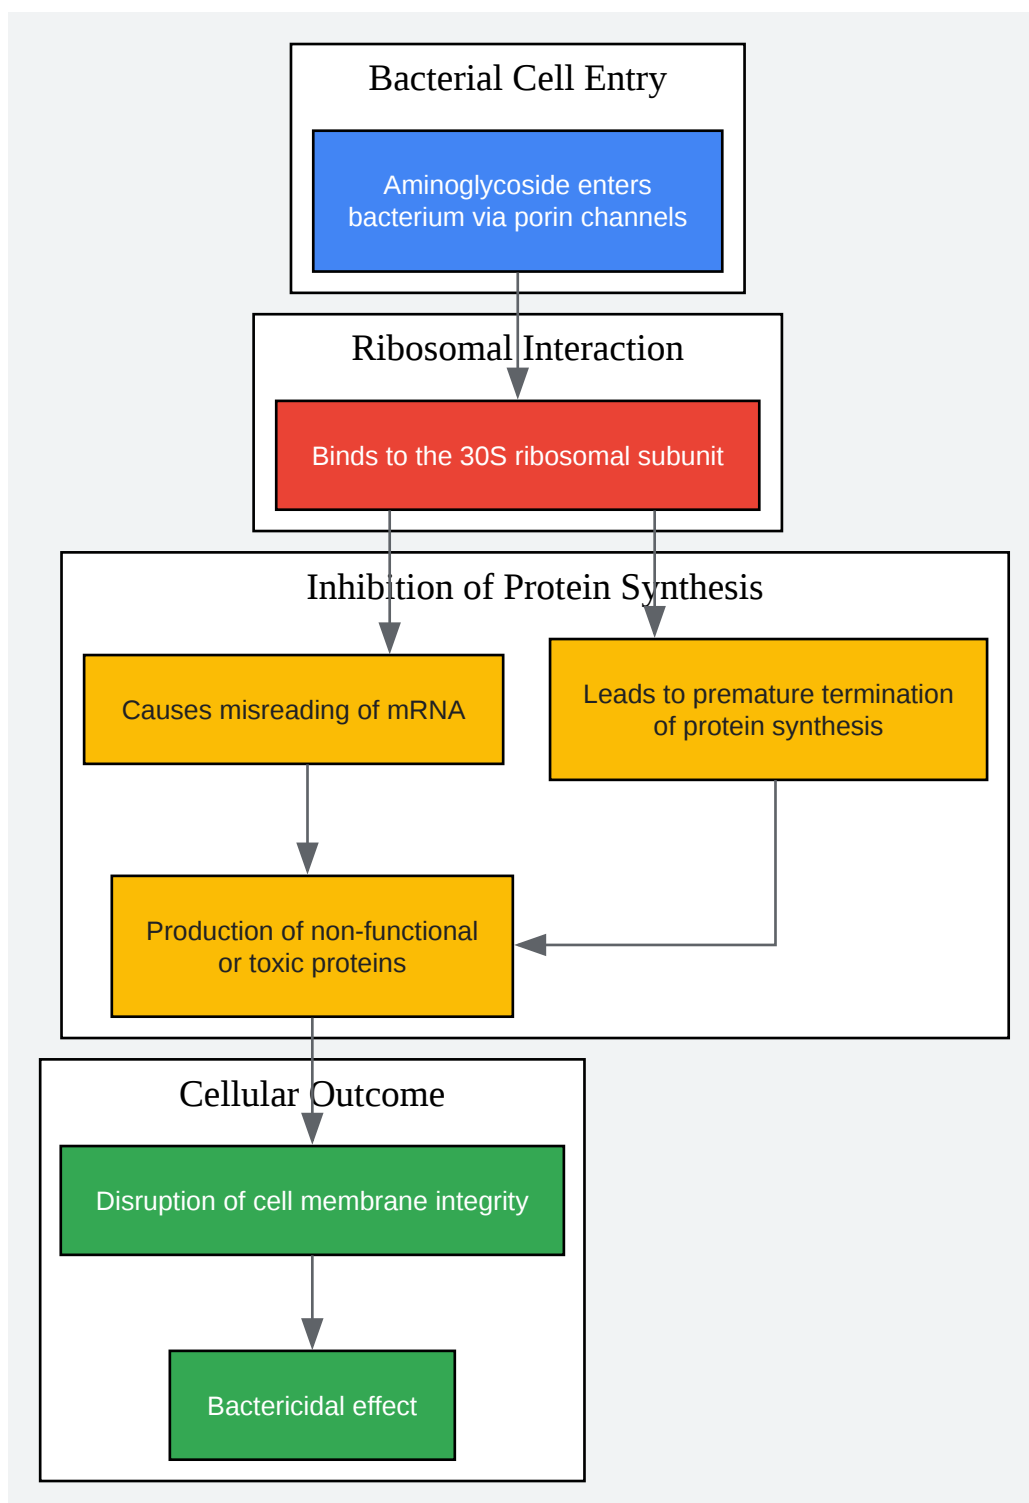 Bacterial Cell Entry
Aminoglycoside enters
bacterium via porin channels
Ribosomal Interaction
Binds to the 30S ribosomal subunit
Inhibition of Protein Synthesis
Causes misreading of mRNA
Leads to premature termination
of protein synthesis
Production of non-functional
or toxic proteins
Cellular Outcome
Disruption of cell membrane integrity
Bactericidal effect